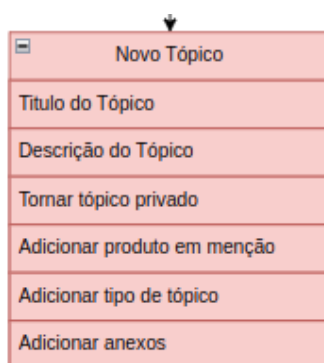 Novo Tópico
Titulo do Tópico
Descrição do Tópico
Tornar tópico privado
Adicionar produto em menção
Adicionar tipo de tópico
Adicionar anexos